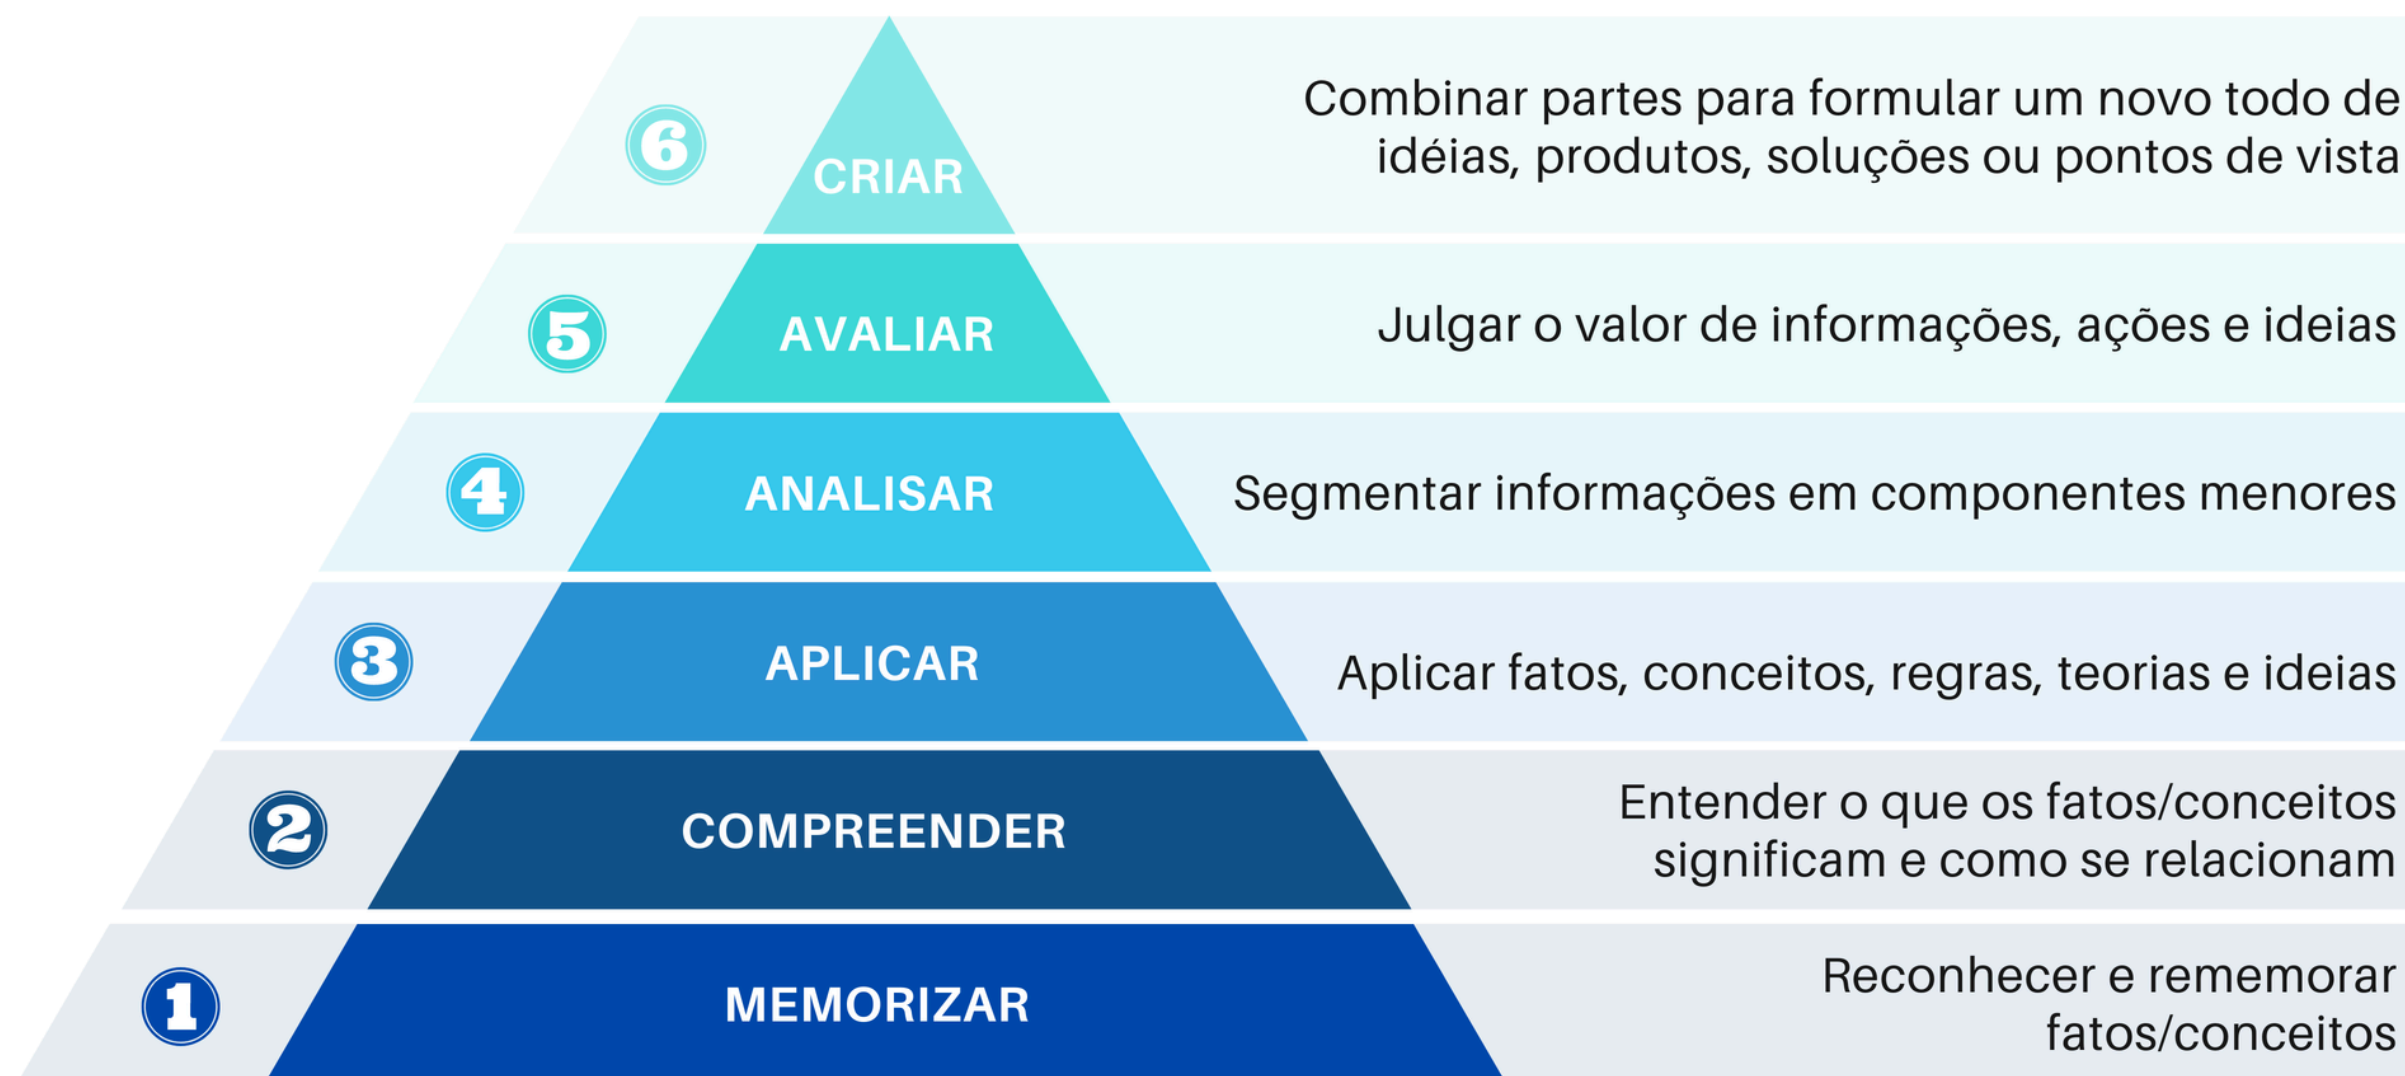 6
CRIAR
Combinar partes para formular um novo todo de
idéias, produtos, soluções ou pontos de vista
5
AVALIAR
Julgar o valor de informações, ações e ideias
4
ANALISAR
Segmentar informações em componentes menores
3
APLICAR
Aplicar fatos, conceitos, regras, teorias e ideias
2
COMPREENDER
Entender o que os fatos/conceitos
significam e como se relacionam
1
MEMORIZAR
Reconhecer e rememorar
fatos/conceitos